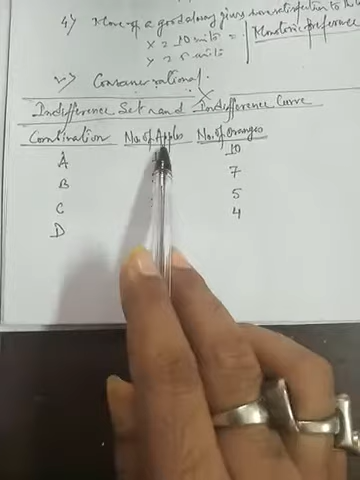 4) More of a good always gives more satisfaction to the
X = 10 units =
Y = 5 units
Monotonic Preference
Consumer rational.
Indifference Set and Indifference Curve
Combination No. of Apples No. of Oranges
A 10
B 7
C 5
D 4